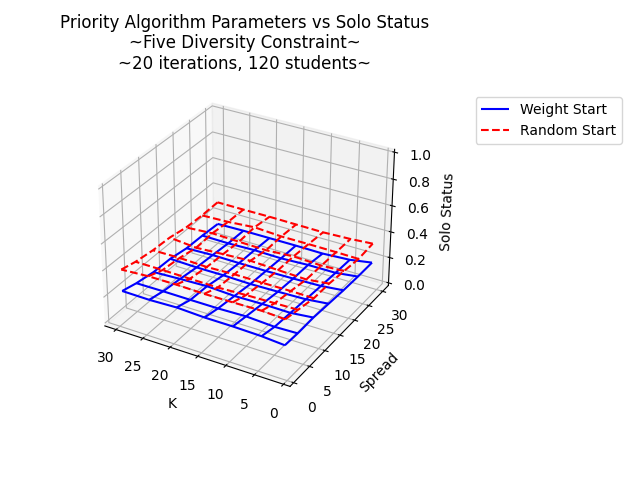 Priority Algorithm Parameters vs Solo Status
~Five Diversity Constraint~
~20 iterations, 120 students~
Weight Start
Random Start
1.0
0.8
0.6
0.4
0.2
0.0
Solo Status
30
25
20
15
10
5
0
K
0
5
10
15
20
25
30
Spread